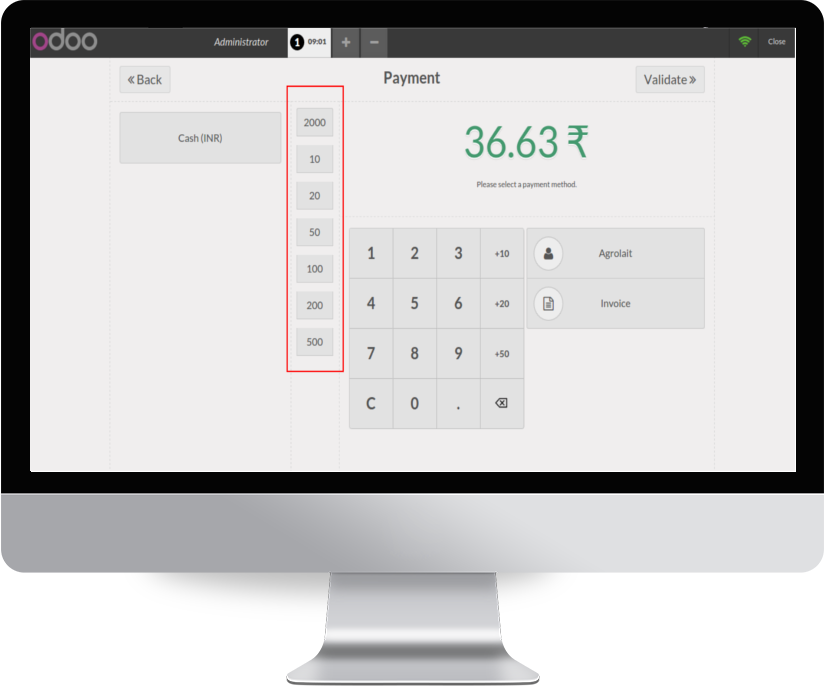 odoo
Administrator
1 09:01
+
−
Close
« Back
Payment
Validate »
Cash (INR)
2000
10
20
50
100
200
500
36.63 ₹
Please select a payment method.
1 2 3 +10
4 5 6 +20
7 8 9 +50
C 0 .
Agrolait
Invoice